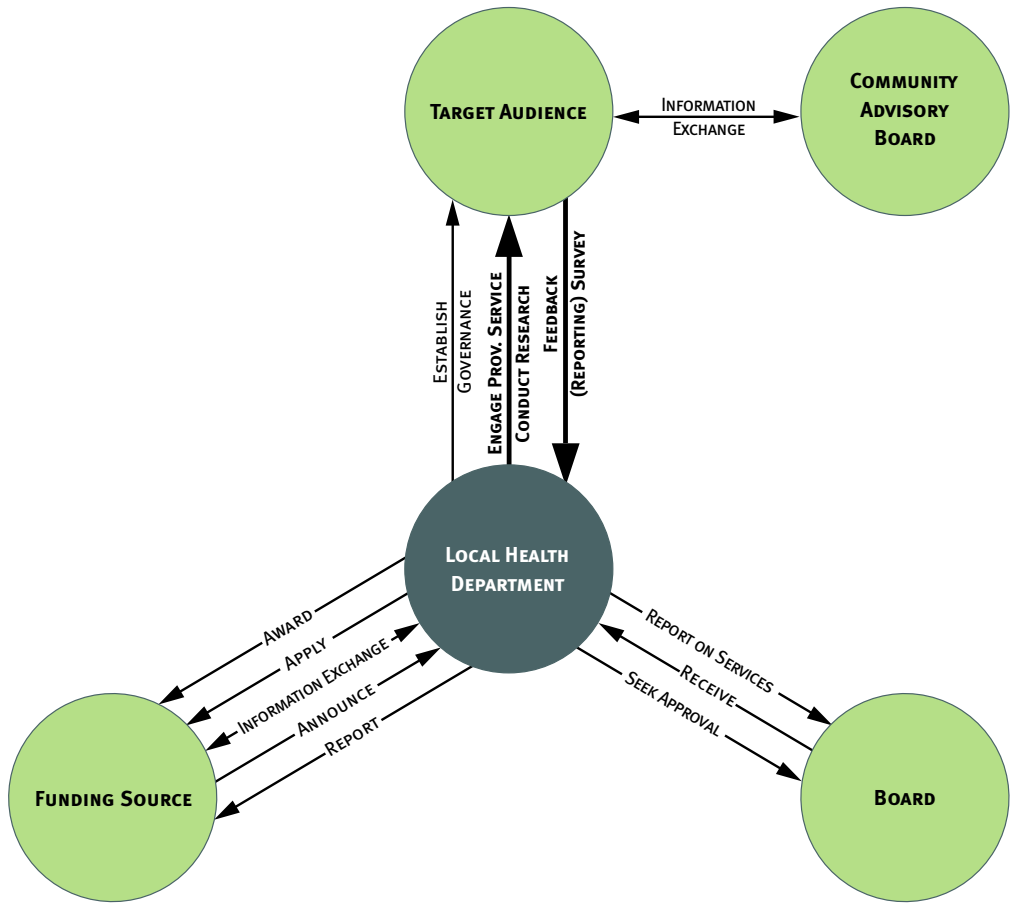 Target Audience
Community
Advisory
Board
Information
Exchange
Establish
Governance
Engage Prov. Service
Conduct Research
Feedback
(Reporting) Survey
Local Health
Department
Award
Apply
Information Exchange
Announce
Report
Report on Services
Receive
Seek Approval
Funding Source
Board